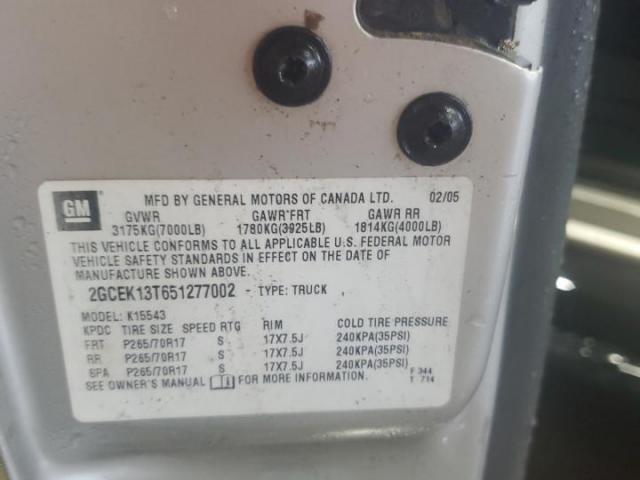 GM
MFD BY GENERAL MOTORS OF CANADA LTD. 02/05
GVWR GAWR FRT GAWR RR
3175KG(7000LB) 1780KG(3925LB) 1814KG(4000LB)
THIS VEHICLE CONFORMS TO ALL APPLICABLE U.S. FEDERAL MOTOR
VEHICLE SAFETY STANDARDS IN EFFECT ON THE DATE OF
MANUFACTURE SHOWN ABOVE.
2GCEK13T651277002 - TYPE: TRUCK
MODEL: K15543
KPDC TIRE SIZE SPEED RTG RIM COLD TIRE PRESSURE
FRT P265/70R17 S 17X7.5J 240KPA(35PSI)
RR P265/70R17 S 17X7.5J 240KPA(35PSI)
SPA P265/70R17 S 17X7.5J 240KPA(35PSI)
SEE OWNER'S MANUAL FOR MORE INFORMATION.
F 344
T 714